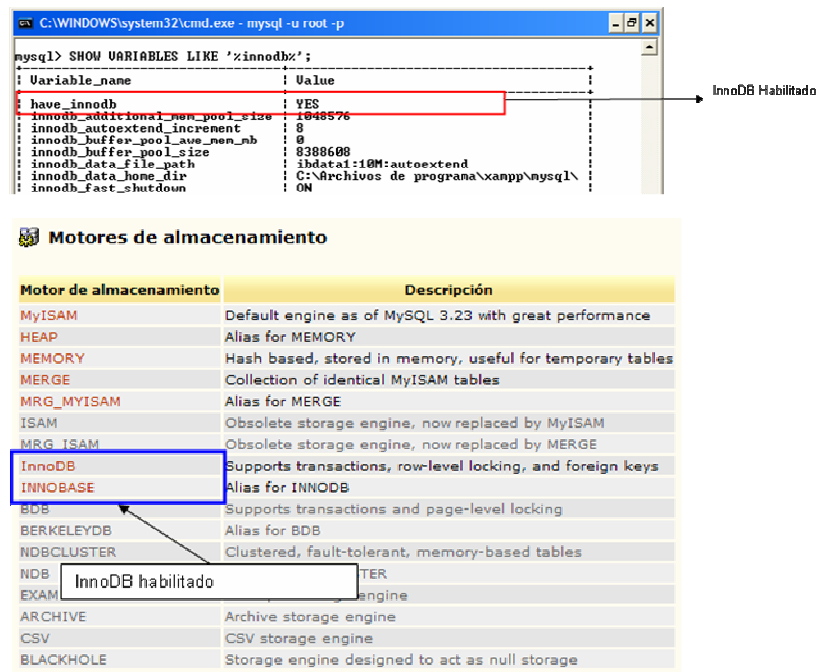 C:\WINDOWS\system32\cmd.exe - mysql -u root -p
mysql> SHOW VARIABLES LIKE '%innodb%';
Variable_name | Value
have_innodb | YES
InnoDB Habilitado
innodb_additional_mem_pool_size | 1048576
innodb_autoextend_increment | 8
innodb_buffer_pool_awe_mem_mb | 0
innodb_buffer_pool_size | 8388608
innodb_data_file_path | ibdata1:10M:autoextend
innodb_data_home_dir | C:\Archivos de programa\xampp\mysql\
innodb_fast_shutdown | ON
Motores de almacenamiento
Motor de almacenamiento Descripción
MyISAM Default engine as of MySQL 3.23 with great performance
HEAP Alias for MEMORY
MEMORY Hash based, stored in memory, useful for temporary tables
MERGE Collection of identical MyISAM tables
MRG_MYISAM Alias for MERGE
ISAM Obsolete storage engine, now replaced by MyISAM
MRG_ISAM Obsolete storage engine, now replaced by MERGE
InnoDB Supports transactions, row-level locking, and foreign keys
INNOBASE Alias for INNODB
BDB Supports transactions and page-level locking
BERKELEYDB Alias for BDB
NDBCLUSTER Clustered, fault-tolerant, memory-based tables
NDB TER
InnoDB habilitado
EXAM engine
ARCHIVE Archive storage engine
CSV CSV storage engine
BLACKHOLE Storage engine designed to act as null storage